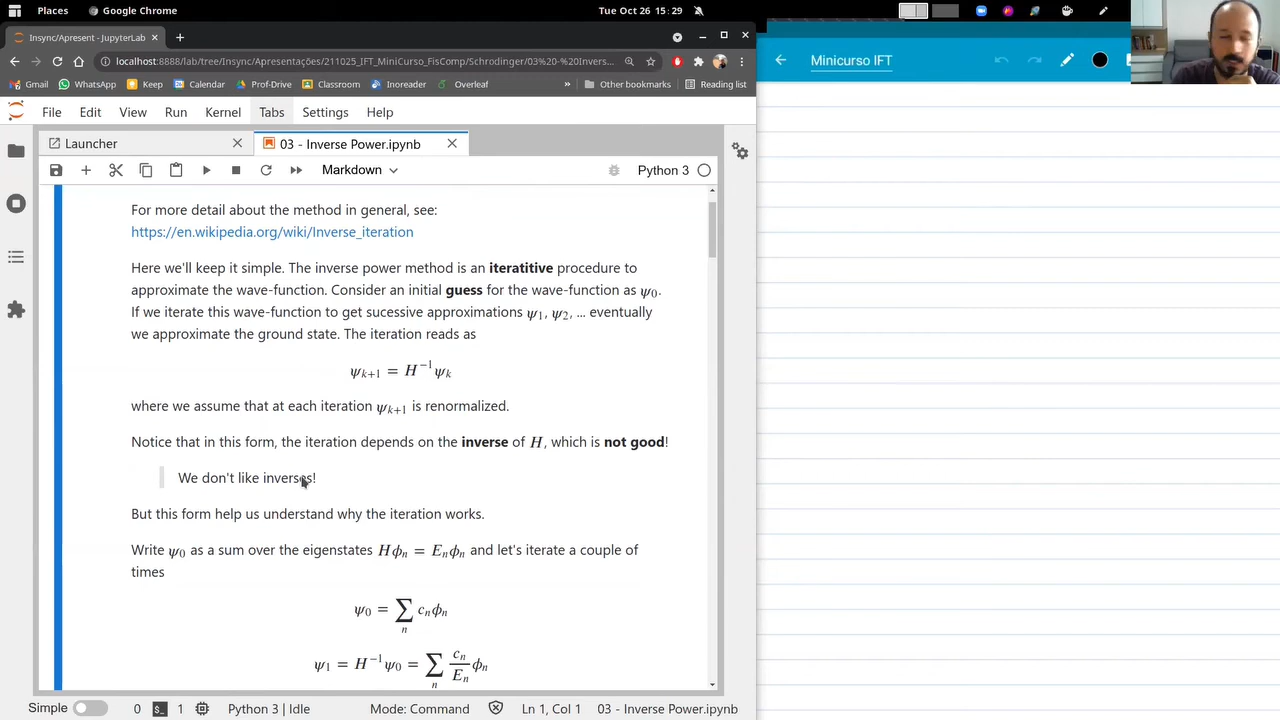 Places
Google Chrome
Tue Oct 26 15:29
Insync/Apresent - JupyterLab
localhost:8888/lab/tree/Insync/Apresentações/211025_IFT_MiniCurso_FisComp/Schrodinger/03%20-%20Invers...
Gmail WhatsApp Keep Calendar Prof-Drive Classroom Inoreader Overleaf » Other bookmarks Reading list
File Edit View Run Kernel Tabs Settings Help
Launcher
03 - Inverse Power.ipynb
Markdown
Python 3
For more detail about the method in general, see:
https://en.wikipedia.org/wiki/Inverse_iteration
Here we'll keep it simple. The inverse power method is an iteratitive procedure to
approximate the wave-function. Consider an initial guess for the wave-function as ψ0.
If we iterate this wave-function to get sucessive approximations ψ1, ψ2, ... eventually
we approximate the ground state. The iteration reads as
ψk+1 = H−1ψk
where we assume that at each iteration ψk+1 is renormalized.
Notice that in this form, the iteration depends on the inverse of H, which is not good!
We don't like inverses!
But this form help us understand why the iteration works.
Write ψ0 as a sum over the eigenstates Hϕn = Enϕn and let's iterate a couple of
times
ψ0 = ∑n cnϕn
ψ1 = H−1ψ0 = ∑n cn/En ϕn
Simple 0 1 Python 3 | Idle Mode: Command Ln 1, Col 1 03 - Inverse Power.ipynb
Minicurso IFT